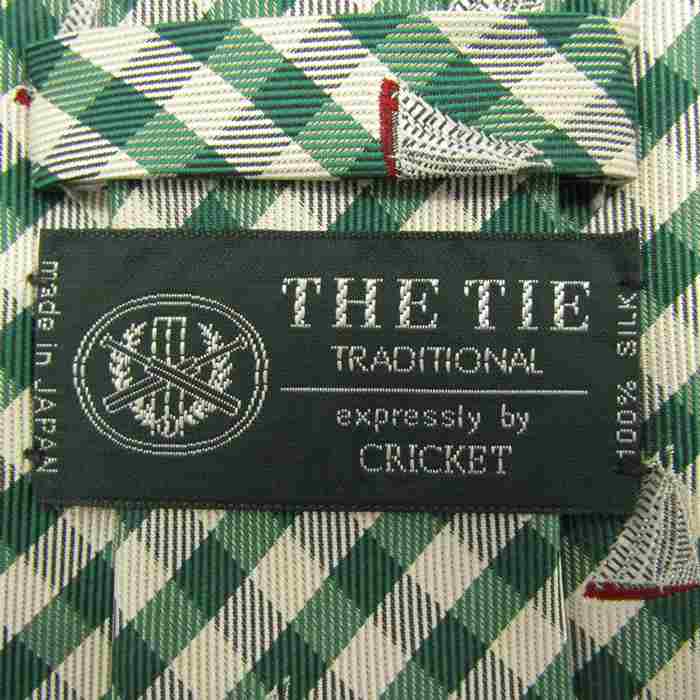 made in JAPAN
THE TIE
TRADITIONAL
expressly by
CRICKET
100% SILK